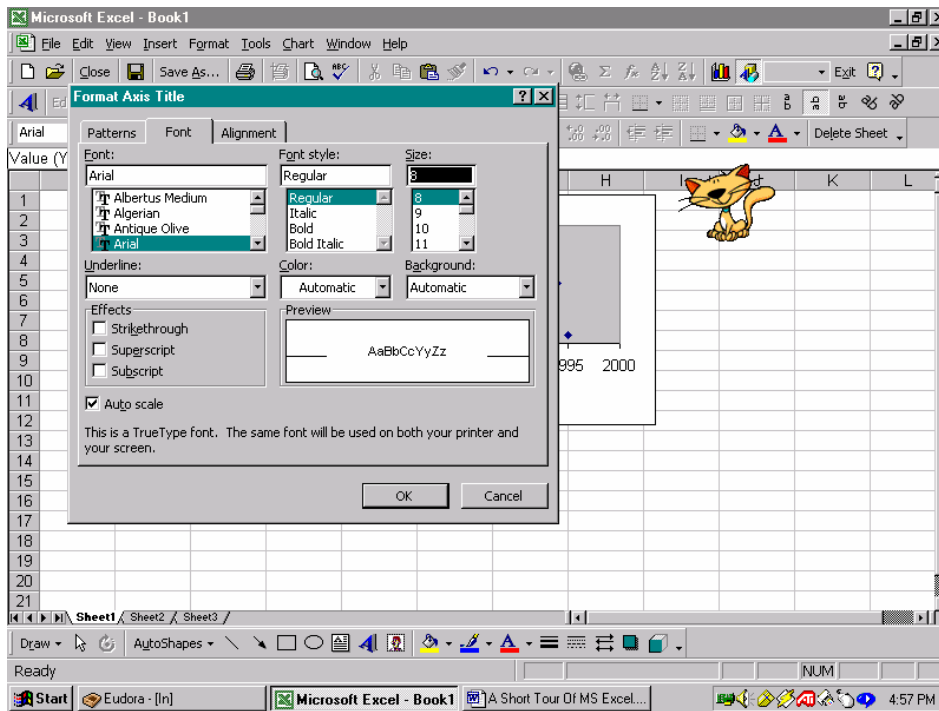 Microsoft Excel - Book1
File Edit View Insert Format Tools Chart Window Help
Close Save As... Exit
Format Axis Title
Arial
Delete Sheet
Value (Y
Patterns Font Alignment
Font: Font style: Size:
Arial Regular 8
Albertus Medium Regular 8
Algerian Italic 9
Antique Olive Bold 10
Arial Bold Italic 11
Underline: Color: Background:
None Automatic Automatic
Effects Preview
Strikethrough
Superscript AaBbCcYyZz
Subscript
Auto scale
This is a TrueType font. The same font will be used on both your printer and
your screen.
OK Cancel
H K L
995 2000
1
2
3
4
5
6
7
8
9
10
11
12
13
14
15
16
17
18
19
20
21
Sheet1 Sheet2 Sheet3
Draw AutoShapes
Ready NUM
Start Eudora - [In] Microsoft Excel - Book1 A Short Tour Of MS Excel.... 4:57 PM